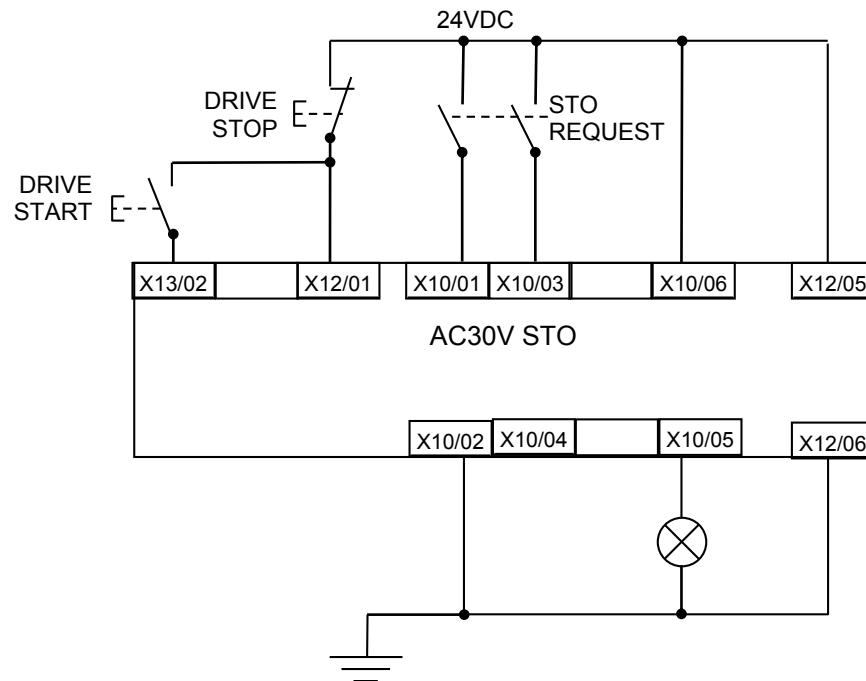 24VDC
DRIVE
STOP
STO
REQUEST
DRIVE
START
X13/02
X12/01
X10/01
X10/03
X10/06
X12/05
AC30V STO
X10/02
X10/04
X10/05
X12/06